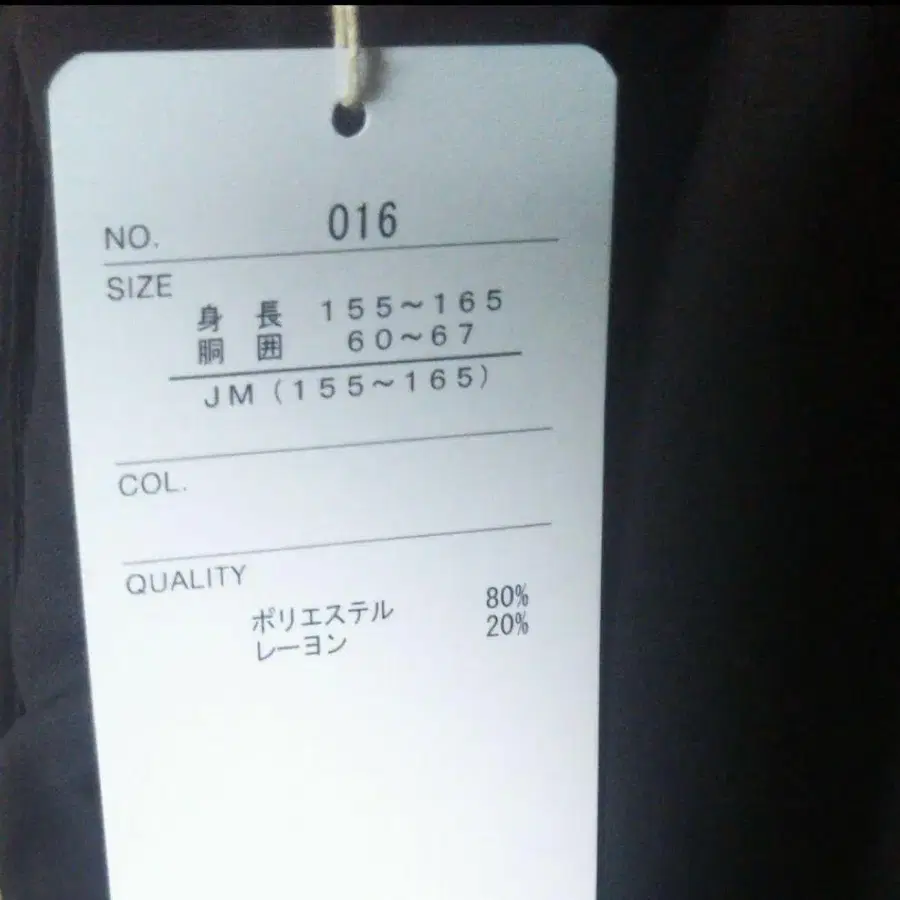 NO. 016
SIZE
身 長 155～165
胴 囲 60～67
JM(155～165)
COL.
QUALITY
ポリエステル 80%
レーヨン 20%